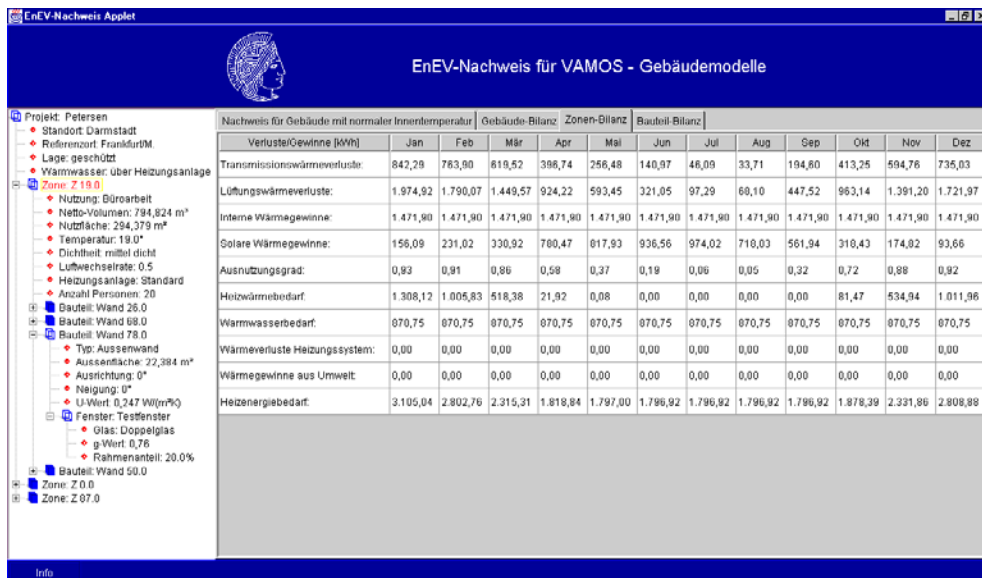 EnEV-Nachweis Applet
EnEV-Nachweis für VAMOS - Gebäudemodelle
Projekt: Petersen
Standort: Darmstadt
Referenzort: Frankfurt/M.
Lage: geschützt
Warmwasser: über Heizungsanlage
Zone: Z 19.0
Nutzung: Büroarbeit
Netto-Volumen: 794,824 m³
Nutzfläche: 294,379 m²
Temperatur: 19.0°
Dichtheit: mittel dicht
Luftwechselrate: 0.5
Heizungsanlage: Standard
Anzahl Personen: 20
Bauteil: Wand 26.0
Bauteil: Wand 68.0
Bauteil: Wand 78.0
Typ: Aussenwand
Aussenfläche: 22,384 m²
Ausrichtung: 0°
Neigung: 0°
U-Wert: 0,247 W/(m²K)
Fenster: Testfenster
Glas: Doppelglas
g-Wert: 0,76
Rahmenanteil: 20.0%
Bauteil: Wand 50.0
Zone: Z 0.0
Zone: Z 87.0
Nachweis für Gebäude mit normaler Innentemperatur Gebäude-Bilanz Zonen-Bilanz Bauteil-Bilanz
Verluste/Gewinne [kWh] Jan Feb Mär Apr Mai Jun Jul Aug Sep Okt Nov Dez
Transmissionswärmeverluste: 842,29 763,90 619,52 396,74 256,48 140,97 46,09 33,71 194,60 413,25 594,76 735,03
Lüftungswärmeverluste: 1.974,92 1.790,07 1.449,57 924,22 593,45 321,05 97,29 68,10 447,52 963,14 1.391,20 1.721,97
Interne Wärmegewinne: 1.471,90 1.471,90 1.471,90 1.471,90 1.471,90 1.471,90 1.471,90 1.471,90 1.471,90 1.471,90 1.471,90 1.471,90
Solare Wärmegewinne: 156,09 231,02 330,92 780,47 817,93 936,56 974,02 718,03 561,94 318,43 174,82 93,66
Ausnutzungsgrad: 0,93 0,91 0,86 0,58 0,37 0,19 0,06 0,05 0,32 0,72 0,88 0,92
Heizwärmebedarf: 1.308,12 1.005,83 518,38 21,92 0,08 0,00 0,00 0,00 0,00 81,47 534,94 1.011,96
Warmwasserbedarf: 870,75 870,75 870,75 870,75 870,75 870,75 870,75 870,75 870,75 870,75 870,75 870,75
Wärmeverluste Heizungssystem: 0,00 0,00 0,00 0,00 0,00 0,00 0,00 0,00 0,00 0,00 0,00 0,00
Wärmegewinne aus Umwelt: 0,00 0,00 0,00 0,00 0,00 0,00 0,00 0,00 0,00 0,00 0,00 0,00
Heizenergiebedarf: 3.105,04 2.802,76 2.315,31 1.818,84 1.797,00 1.796,92 1.796,92 1.796,92 1.796,92 1.878,39 2.331,86 2.808,88
Info